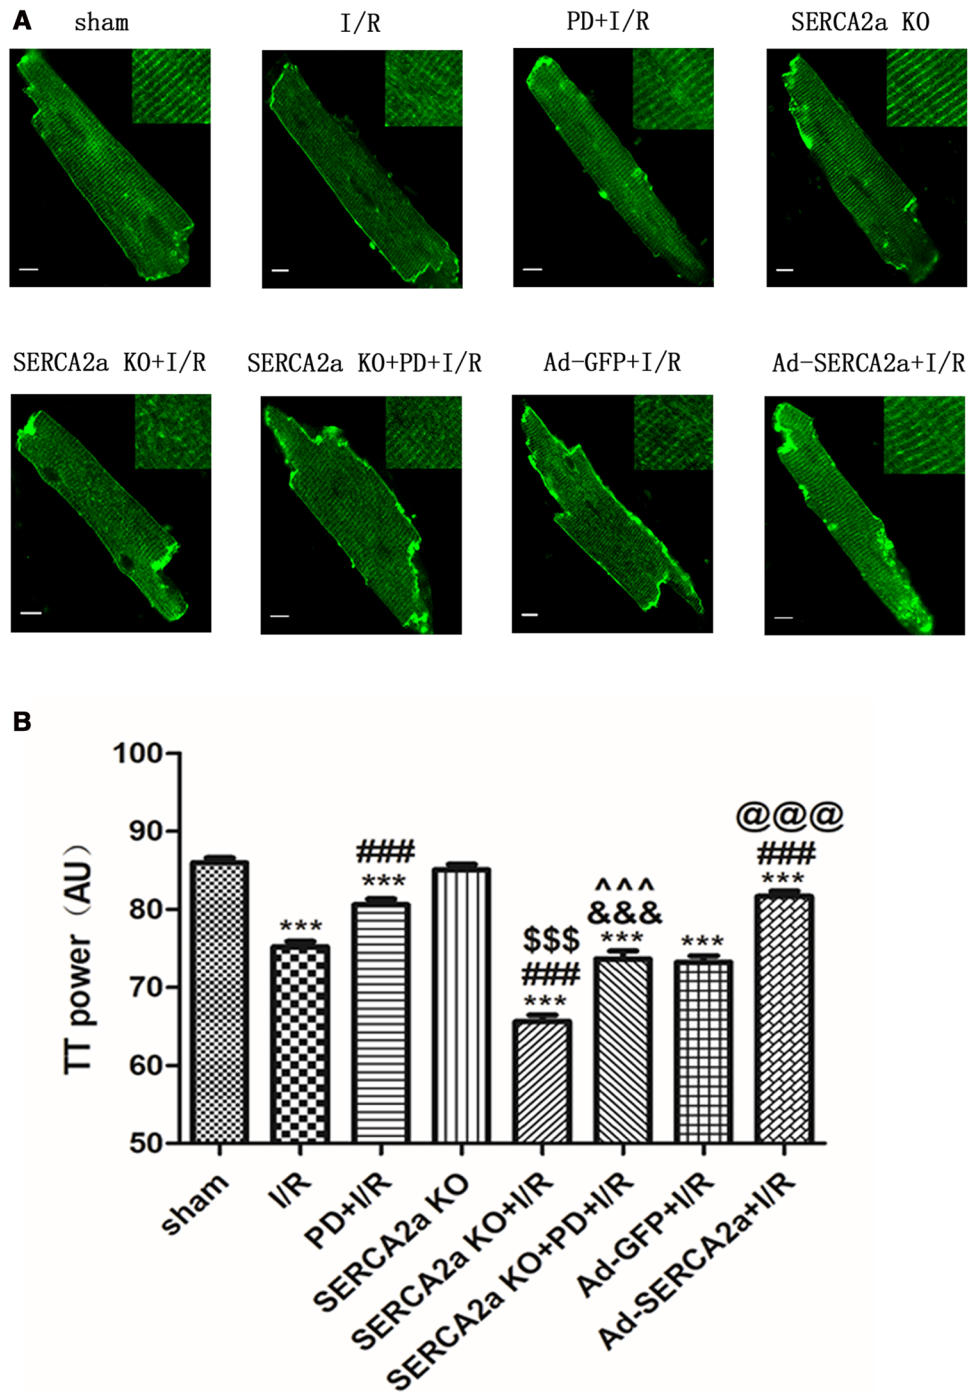 A
sham
I/R
PD+I/R
SERCA2a KO
SERCA2a KO+I/R
SERCA2a KO+PD+I/R
Ad-GFP+I/R
Ad-SERCA2a+I/R
B
TT power (AU)
100
90
80
70
60
50
***
###
***
$$$
###
***
^^^
&&&
***
***
@@@
###
***
sham
I/R
PD+I/R
SERCA2a KO
SERCA2a KO+I/R
SERCA2a KO+PD+I/R
Ad-GFP+I/R
Ad-SERCA2a+I/R